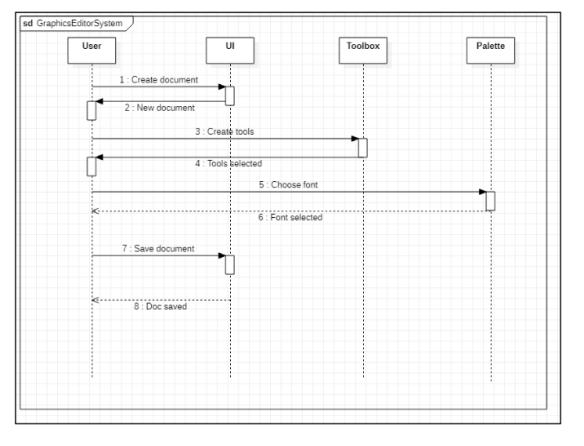 sd GraphicsEditorSystem
User UI Toolbox Palette
1 : Create document
2 : New document
3 : Create tools
4 : Tools selected
5 : Choose font
6 : Font selected
7 : Save document
8 : Doc saved